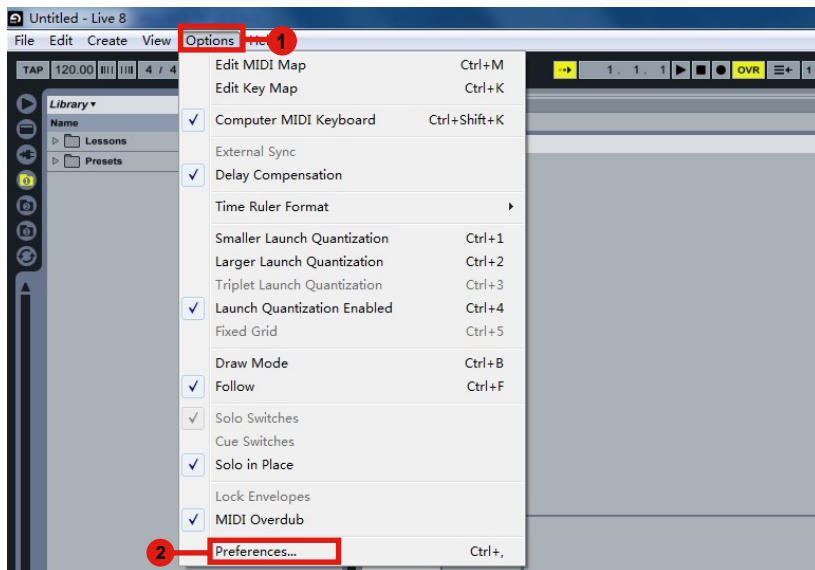 Untitled - Live 8
File Edit Create View Options 1
TAP 120.00 4 / 4 1. 1. 1 OVR 1
Library
Name
Lessons
Presets
Edit MIDI Map Ctrl+M
Edit Key Map Ctrl+K
Computer MIDI Keyboard Ctrl+Shift+K
External Sync
Delay Compensation
Time Ruler Format
Smaller Launch Quantization Ctrl+1
Larger Launch Quantization Ctrl+2
Triplet Launch Quantization Ctrl+3
Launch Quantization Enabled Ctrl+4
Fixed Grid Ctrl+5
Draw Mode Ctrl+B
Follow Ctrl+F
Solo Switches
Cue Switches
Solo in Place
Lock Envelopes
MIDI Overdub
2 Preferences... Ctrl+,